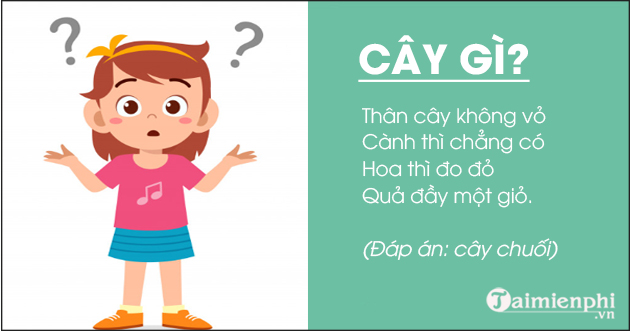 CÂY GÌ?
Thân cây không vỏ
Cành thì chẳng có
Hoa thì đo đỏ
Quả đầy một giỏ.
(Đáp án: cây chuối)
Taimienphi
.vn